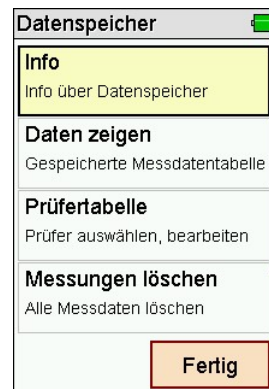 Datenspeicher
Info
Info über Datenspeicher
Daten zeigen
Gespeicherte Messdatentabelle
Prüfertabelle
Prüfer auswählen, bearbeiten
Messungen löschen
Alle Messdaten löschen
Fertig